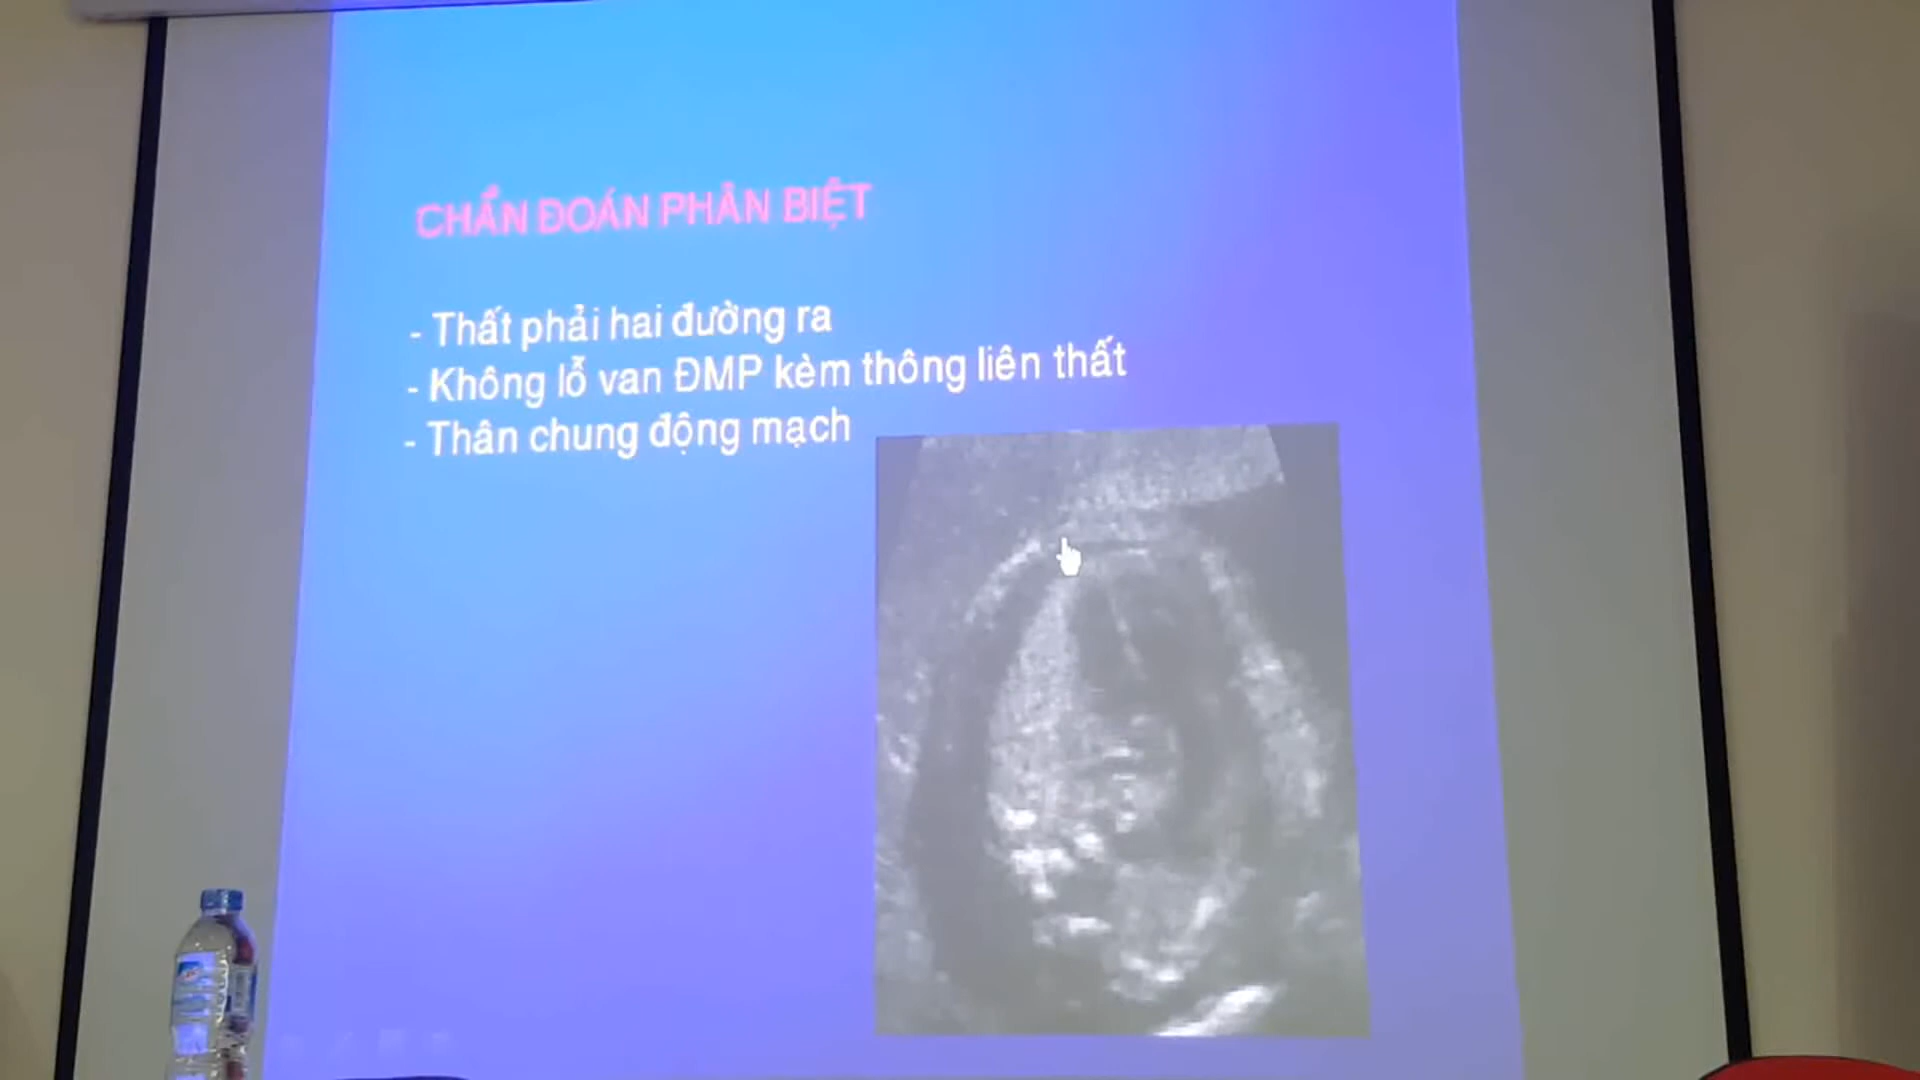 CHẨN ĐOÁN PHÂN BIỆT
- Thất phải hai đường ra
- Không lỗ van ĐMP kèm thông liên thất
- Thân chung động mạch